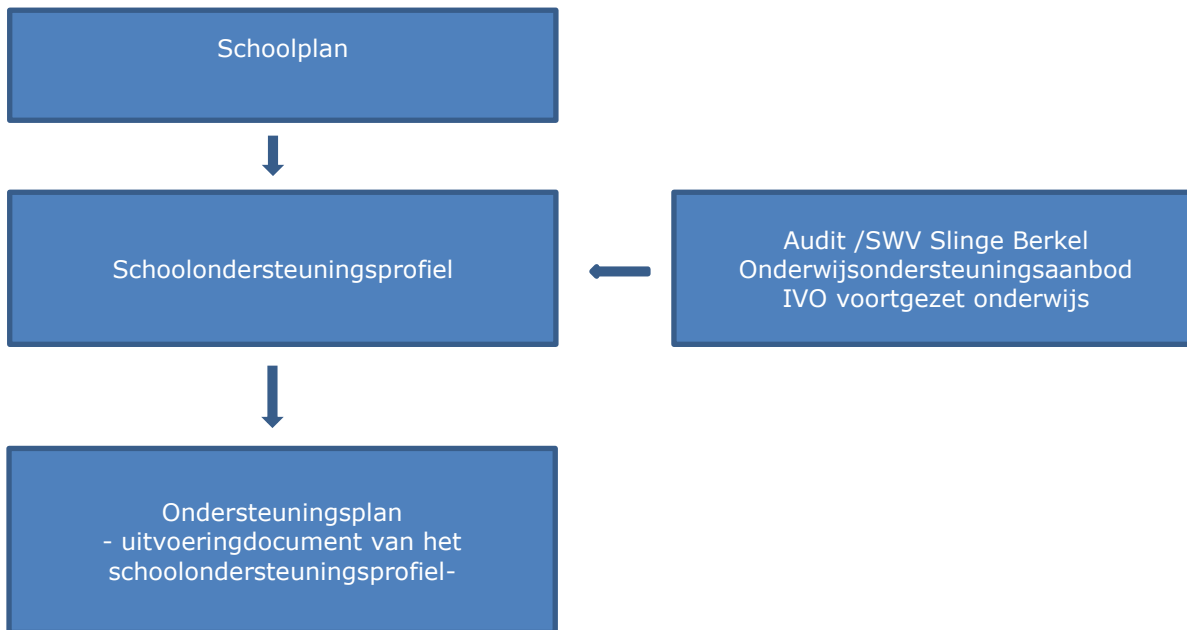 Schoolplan
Schoolondersteuningsprofiel
Audit /SWV Slinge Berkel
Onderwijsondersteuningsaanbod
IVO voortgezet onderwijs
Ondersteuningsplan
- uitvoeringdocument van het
schoolondersteuningsprofiel-